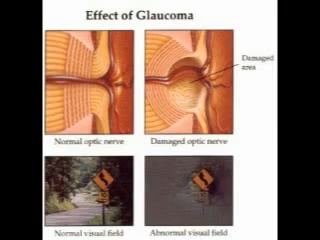 Effect of Glaucoma
Damaged
area
Normal optic nerve
Damaged optic nerve
Normal visual field
Abnormal visual field